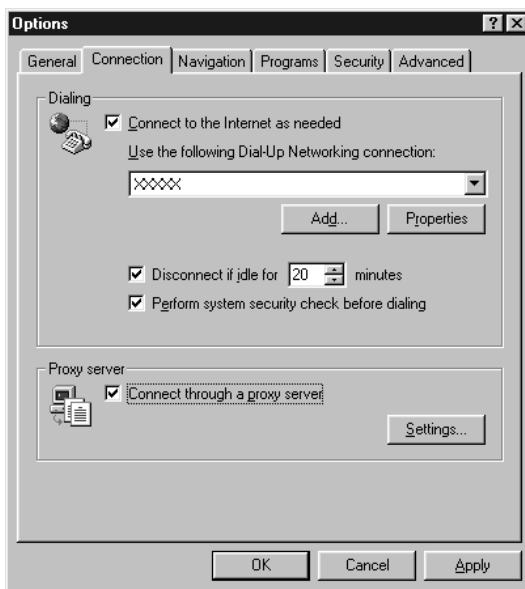 Options
General Connection Navigation Programs Security Advanced
Dialing
Connect to the Internet as needed
Use the following Dial-Up Networking connection:
XXXXX
Add... Properties
Disconnect if idle for 20 minutes
Perform system security check before dialing
Proxy server
Connect through a proxy server
Settings...
OK Cancel Apply